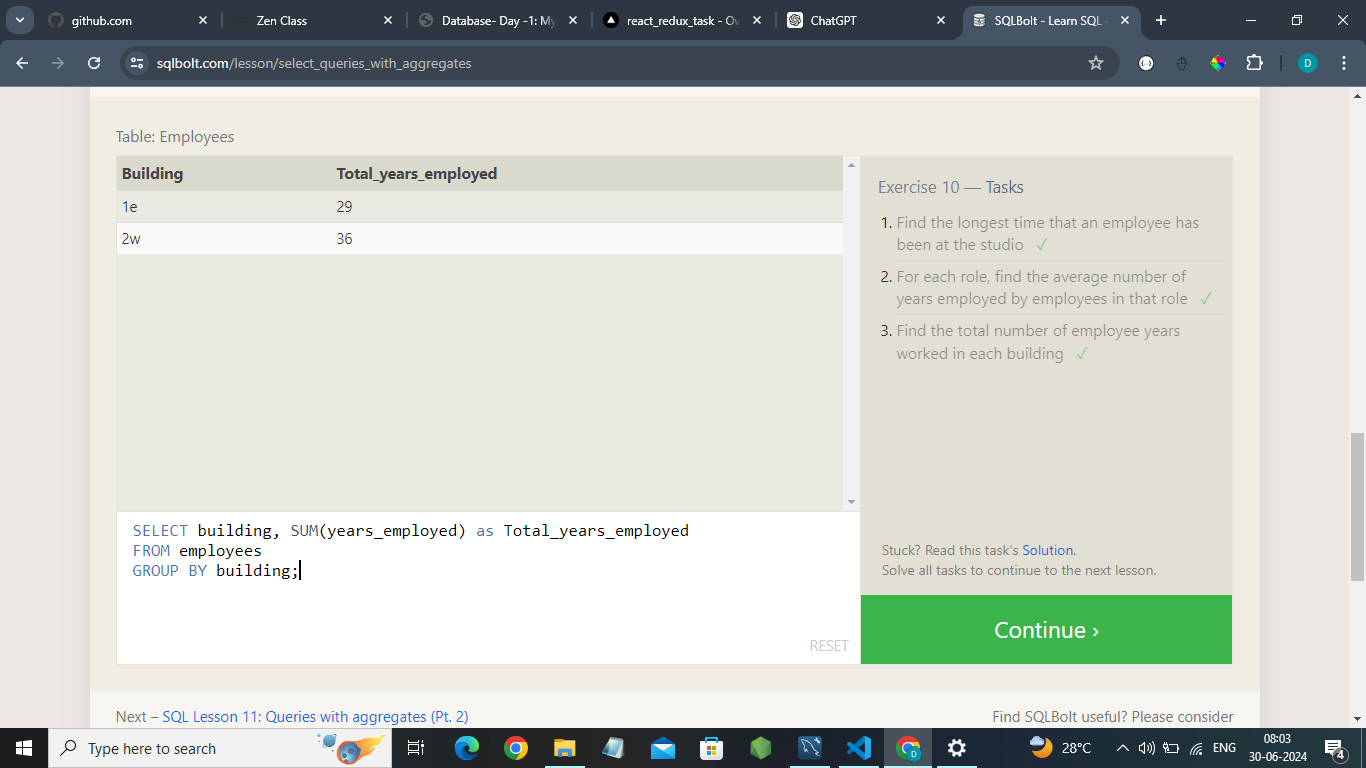 github.com
Zen Class
Database- Day -1: My
react_redux_task - Ov
ChatGPT
SQLBolt - Learn SQL -
sqlbolt.com/lesson/select_queries_with_aggregates
D
Table: Employees
Building Total_years_employed
1e 29
2w 36
Exercise 10 — Tasks
1. Find the longest time that an employee has
been at the studio ✓
2. For each role, find the average number of
years employed by employees in that role ✓
3. Find the total number of employee years
worked in each building ✓
SELECT building, SUM(years_employed) as Total_years_employed
FROM employees
GROUP BY building;
RESET
Stuck? Read this task's Solution.
Solve all tasks to continue to the next lesson.
Continue ›
Next – SQL Lesson 11: Queries with aggregates (Pt. 2)
Find SQLBolt useful? Please consider
Type here to search
D
28°C
ENG
08:03
30-06-2024
4